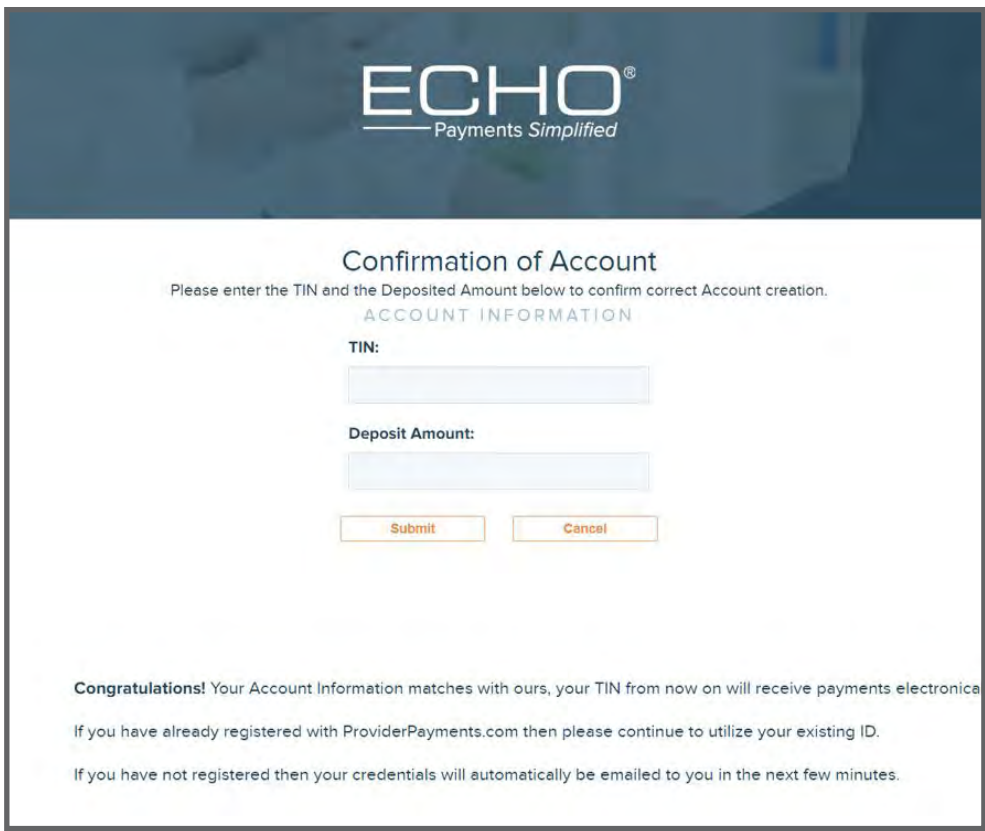 ECHO®
Payments Simplified
Confirmation of Account
Please enter the TIN and the Deposited Amount below to confirm correct Account creation.
ACCOUNT INFORMATION
TIN:
Deposit Amount:
Submit Cancel
Congratulations! Your Account Information matches with ours, your TIN from now on will receive payments electronica
If you have already registered with ProviderPayments.com then please continue to utilize your existing ID.
If you have not registered then your credentials will automatically be emailed to you in the next few minutes.